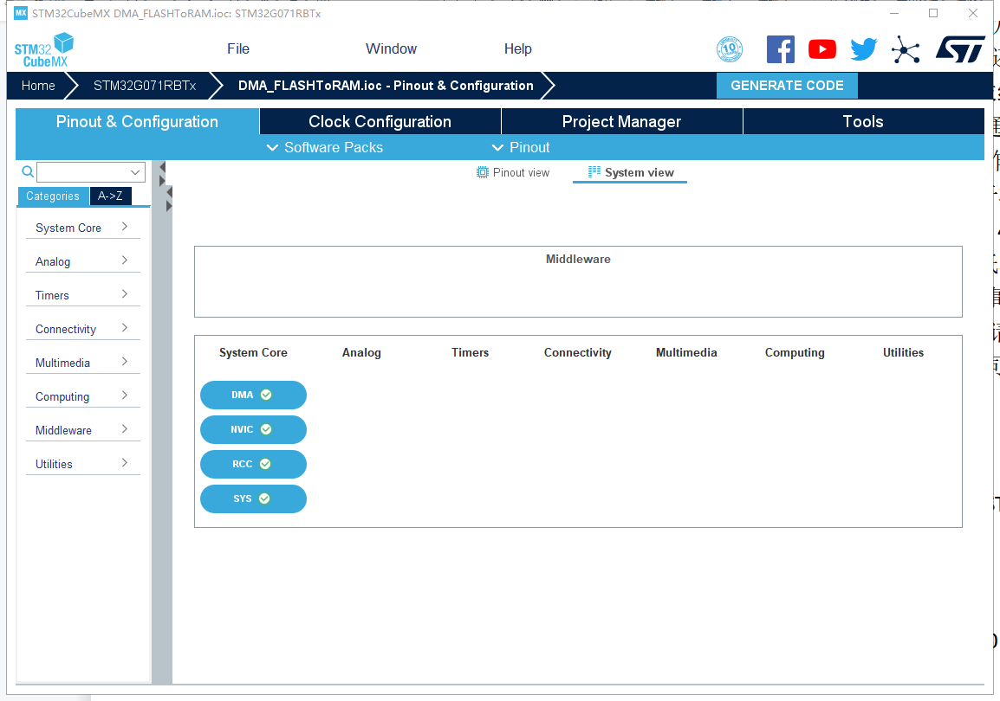 MX STM32CubeMX DMA_FLASHToRAM.ioc: STM32G071RBTx
STM32 CubeMX
File Window Help
10
Home STM32G071RBTx DMA_FLASHToRAM.ioc - Pinout & Configuration GENERATE CODE
Pinout & Configuration Clock Configuration Project Manager Tools
Software Packs Pinout
Pinout view System view
Categories A->Z
System Core
Analog
Timers
Connectivity
Multimedia
Computing
Middleware
Utilities
Middleware
System Core Analog Timers Connectivity Multimedia Computing Utilities
DMA
NVIC
RCC
SYS